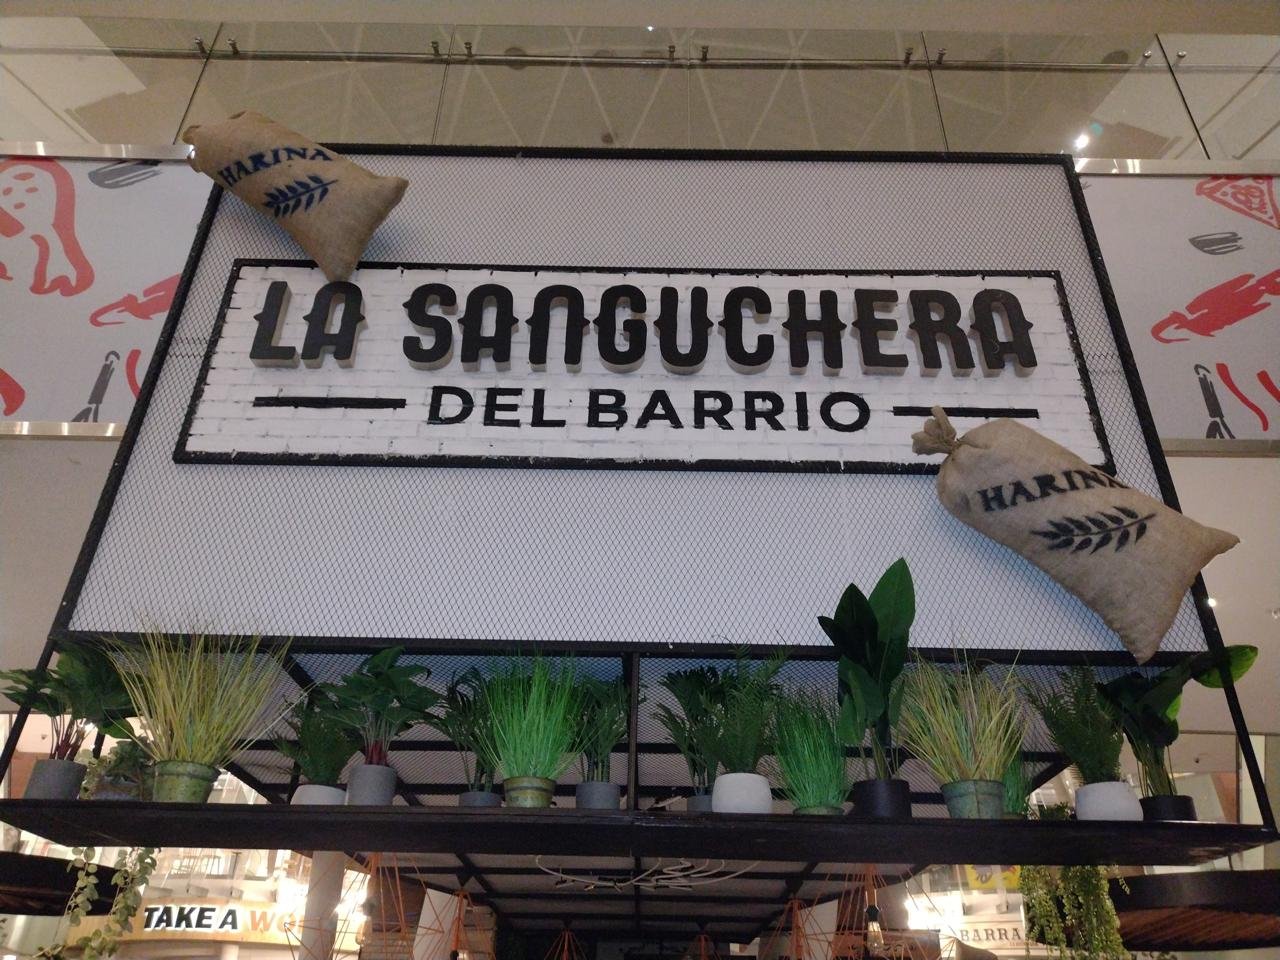 HARINA
LA SANGUCHERA
DEL BARRIO
HARINA
TAKE A
BARRA